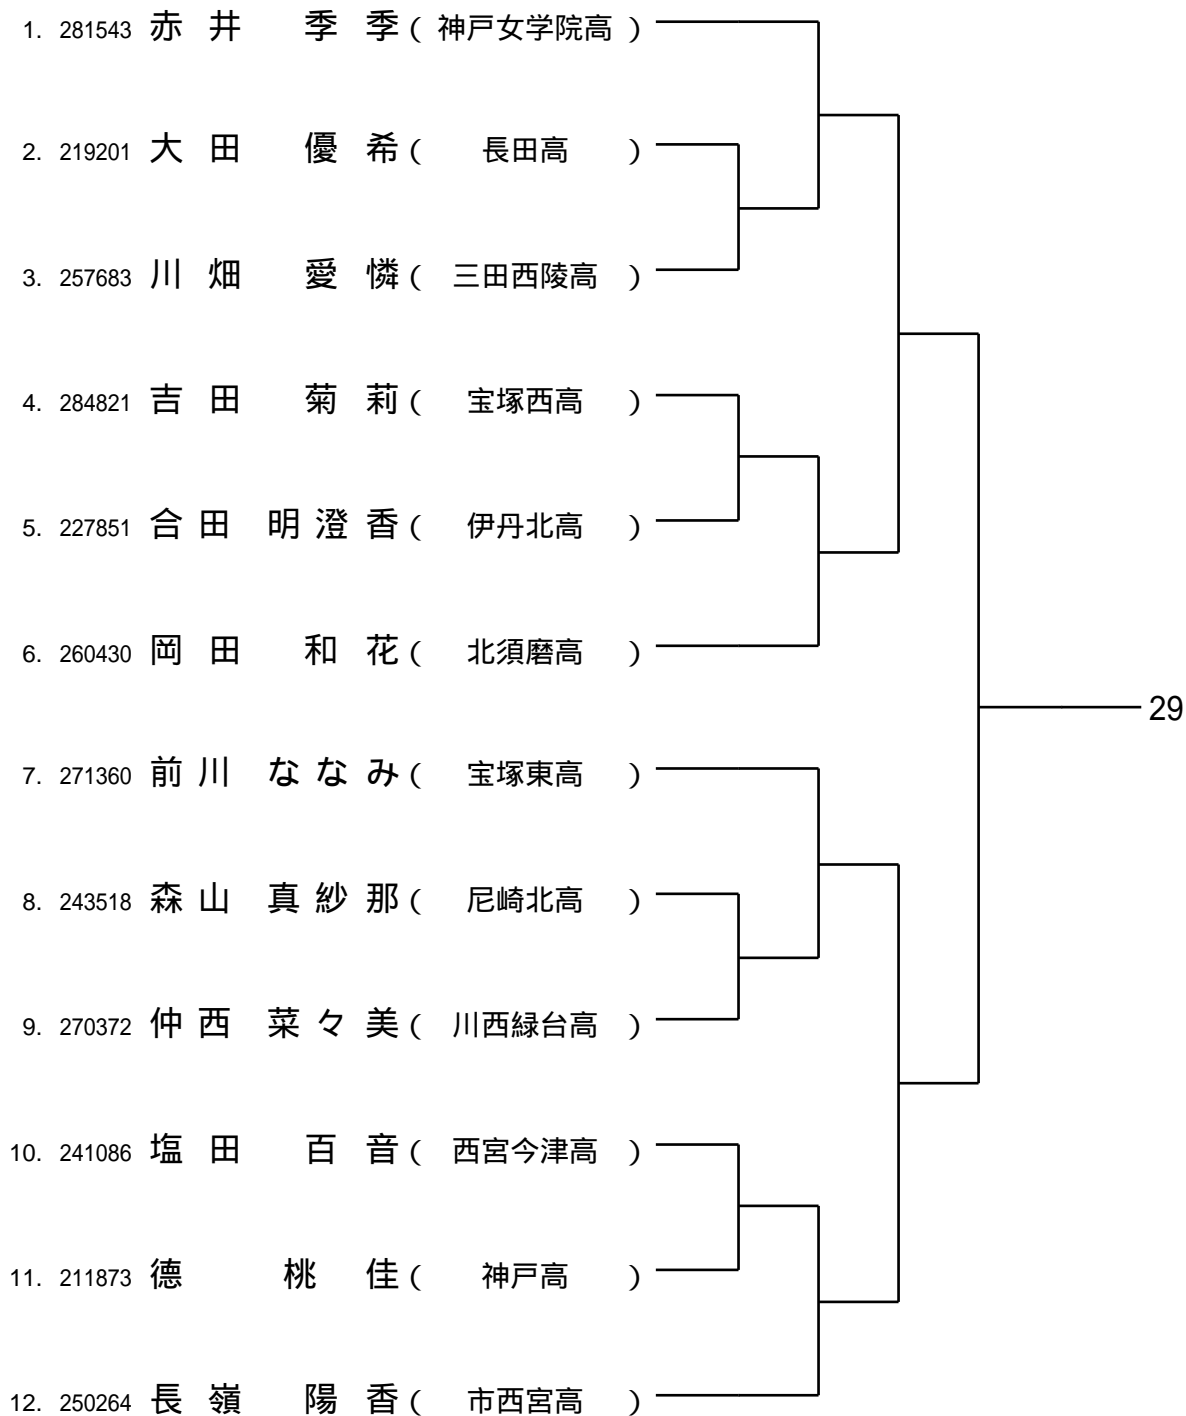 1. 281543 赤井 季季 ( 神戸女学院高 )
2. 219201 大田 優希 ( 長田高 )
3. 257683 川畑 愛憐 ( 三田西陵高 )
4. 284821 吉田 菊莉 ( 宝塚西高 )
5. 227851 合田 明澄香 ( 伊丹北高 )
6. 260430 岡田 和花 ( 北須磨高 )
29
7. 271360 前川 ななみ ( 宝塚東高 )
8. 243518 森山 真紗那 ( 尼崎北高 )
9. 270372 仲西 菜々美 ( 川西緑台高 )
10. 241086 塩田 百音 ( 西宮今津高 )
11. 211873 德 桃佳 ( 神戸高 )
12. 250264 長嶺 陽香 ( 市西宮高 )